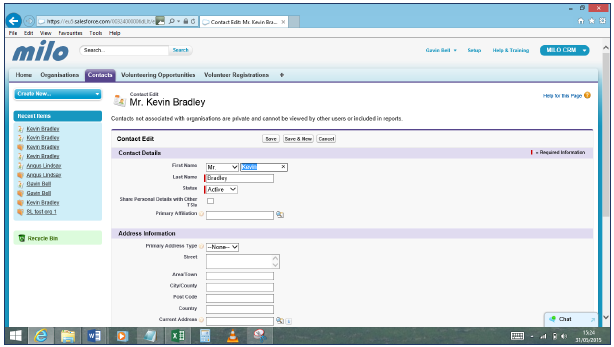 https://eu5.salesforce.com
Contact Edit: Mr. Kevin Bra...
File Edit View Favourites Tools Help
milo
Search...
Search
Gavin Bell
Setup
Help & Training
MILO CRM
Home Organisations Contacts Volunteering Opportunities Volunteer Registrations +
Create New...
Contact Edit
Mr. Kevin Bradley
Help for this Page
Contacts not associated with organisations are private and cannot be viewed by other users or included in reports.
Recent Items
Kevin Bradley
Kevin Bradley
Kevin Bradley
Kevin Bradley
Angus Lindsay
Angus Lindsay
Gavin Bell
Gavin Bell
Kevin Bradley
SL test org 1
Recycle Bin
Contact Edit
Save Save & New Cancel
Contact Details
= Required Information
First Name Mr. Kevin
Last Name Bradley
Status Active
Share Personal Details with Other
TSIs
Primary Affiliation
Address Information
Primary Address Type --None--
Street
Area/Town
City/County
Post Code
Country
Current Address
Chat
15:24
31/03/2015